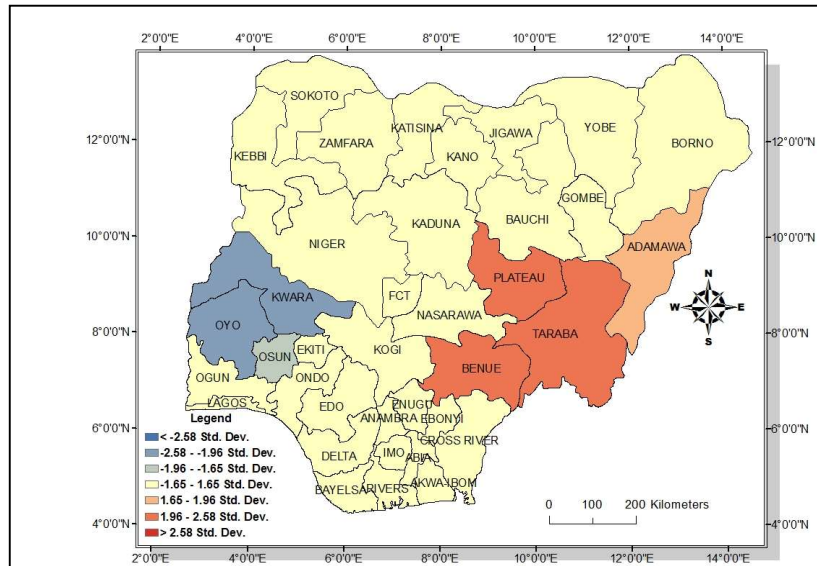 2°0'0"E 4°0'0"E 6°0'0"E 8°0'0"E 10°0'0"E 12°0'0"E 14°0'0"E
SOKOTO
KATISINA
JIGAWA
YOBE
12°0'0"N
ZAMFARA
BORNO
12°0'0"N
KEBBI
KANO
GOMBE
KADUNA
BAUCHI
10°0'0"N
NIGER
ADAMAWA
10°0'0"N
PLATEAU
N
KWARA
FCT
W E
NASARAWA
8°0'0"N
OYO
TARABA
S
8°0'0"N
OSUN
EKITI
KOGI
BENUE
OGUN
ONDO
LAGOS
EDO
ENUGU
6°0'0"N
ANAMBRA
EBONYI
6°0'0"N
CROSS RIVER
DELTA
IMO
ABIA
BAYELSA
RIVERS
AKWA-IBOM
Legend
< -2.58 Std. Dev.
-2.58 - -1.96 Std. Dev.
-1.96 - -1.65 Std. Dev.
-1.65 - 1.65 Std. Dev.
1.65 - 1.96 Std. Dev.
1.96 - 2.58 Std. Dev.
> 2.58 Std. Dev.
0 100 200 Kilometers
4°0'0"N
4°0'0"N
2°0'0"E 4°0'0"E 6°0'0"E 8°0'0"E 10°0'0"E 12°0'0"E 14°0'0"E